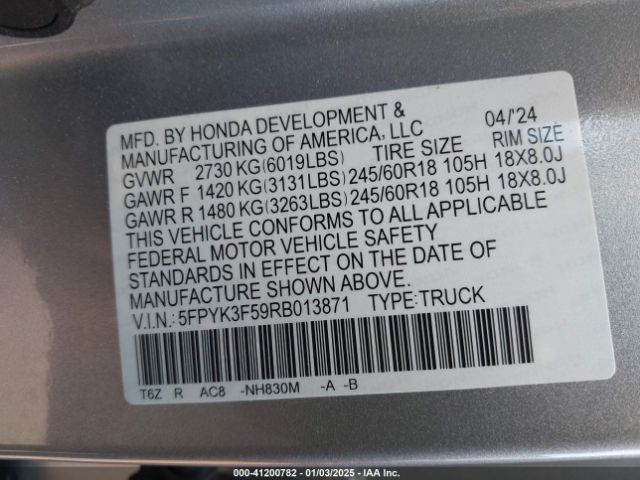 MFD. BY HONDA DEVELOPMENT & 04/'24
MANUFACTURING OF AMERICA, LLC RIM SIZE
GVWR 2730 KG(6019LBS) TIRE SIZE
GAWR F 1420 KG(3131LBS) 245/60R18 105H 18X8.0J
GAWR R 1480 KG(3263LBS) 245/60R18 105H 18X8.0J
THIS VEHICLE CONFORMS TO ALL APPLICABLE
FEDERAL MOTOR VEHICLE SAFETY
STANDARDS IN EFFECT ON THE DATE OF
MANUFACTURE SHOWN ABOVE.
V.I.N.: 5FPYK3F59RB013871 TYPE:TRUCK
T6Z R AC8 -NH830M -A -B
000-41200782 - 01/03/2025 - IAA Inc.